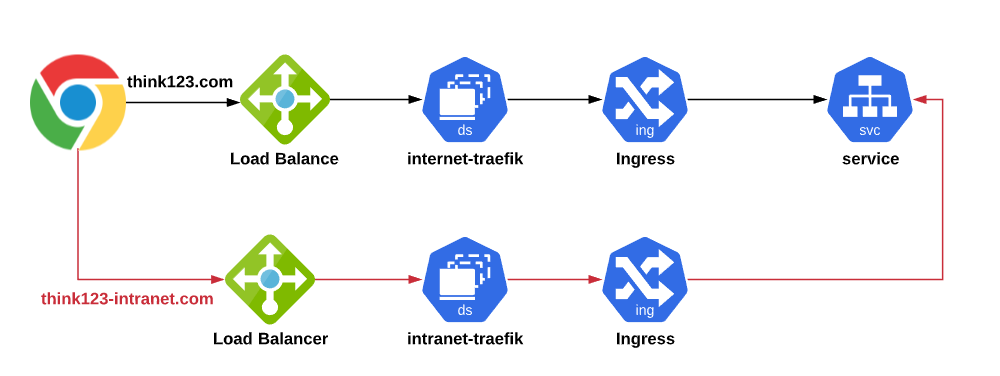 think123.com
ds
ing
svc
Load Balance
internet-traefik
Ingress
service
think123-intranet.com
ds
ing
Load Balancer
intranet-traefik
Ingress